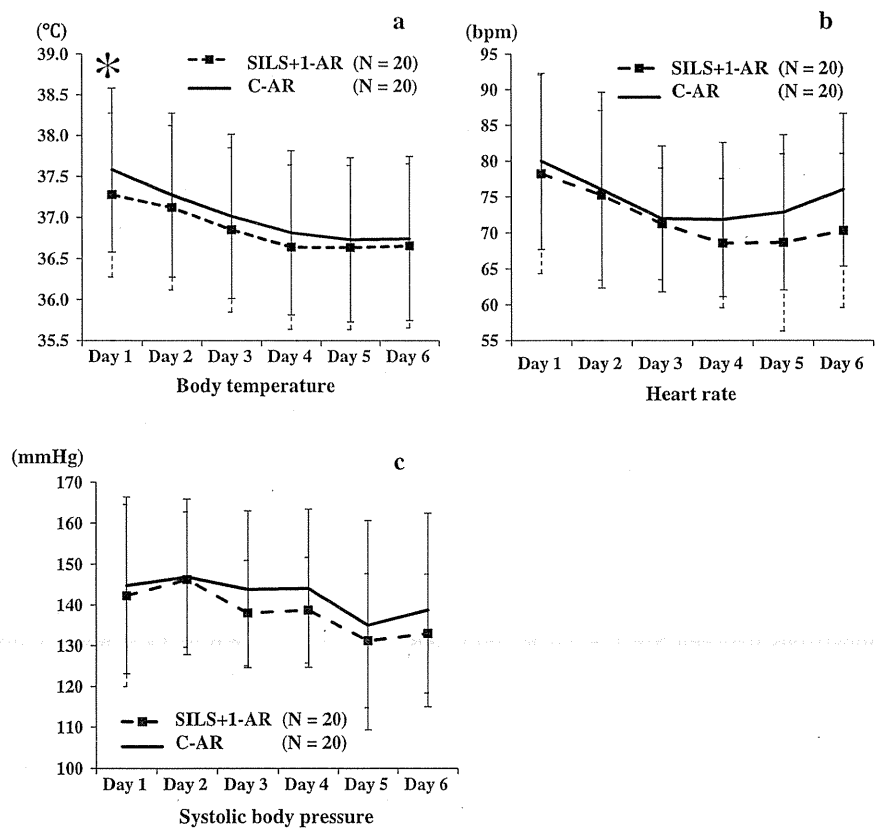 a
(°C)
39.0
38.5
38.0
37.5
37.0
36.5
36.0
35.5
*
SILS+1-AR (N = 20)
C-AR (N = 20)
Day 1 Day 2 Day 3 Day 4 Day 5 Day 6
Body temperature
b
(bpm)
95
90
85
80
75
70
65
60
55
SILS+1-AR (N = 20)
C-AR (N = 20)
Day 1 Day 2 Day 3 Day 4 Day 5 Day 6
Heart rate
c
(mmHg)
170
160
150
140
130
120
110
100
SILS+1-AR (N = 20)
C-AR (N = 20)
Day 1 Day 2 Day 3 Day 4 Day 5 Day 6
Systolic body pressure